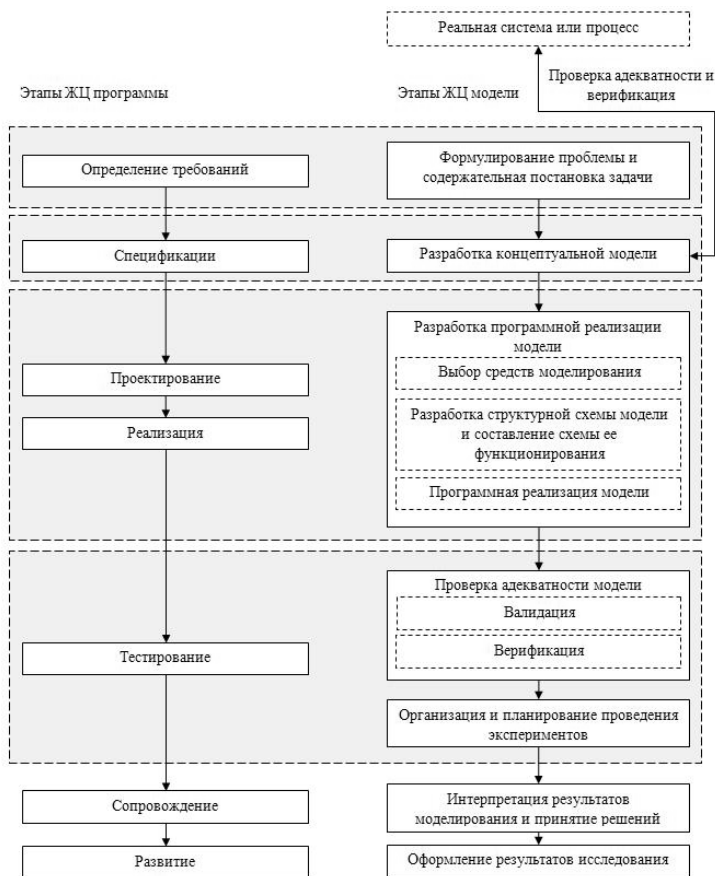 Реальная система или процесс
Этапы ЖЦ программы
Этапы ЖЦ модели
Проверка адекватности и
верификация
Определение требований
Формулирование проблемы и
содержательная постановка задачи
Спецификации
Разработка концептуальной модели
Разработка программной реализации
модели
Выбор средств моделирования
Проектирование
Разработка структурной схемы модели
и составление схемы ее
функционирования
Реализация
Программная реализация модели
Проверка адекватности модели
Валидация
Верификация
Тестирование
Организация и планирование проведения
экспериментов
Сопровождение
Интерпретация результатов
моделирования и принятие решений
Развитие
Оформление результатов исследования